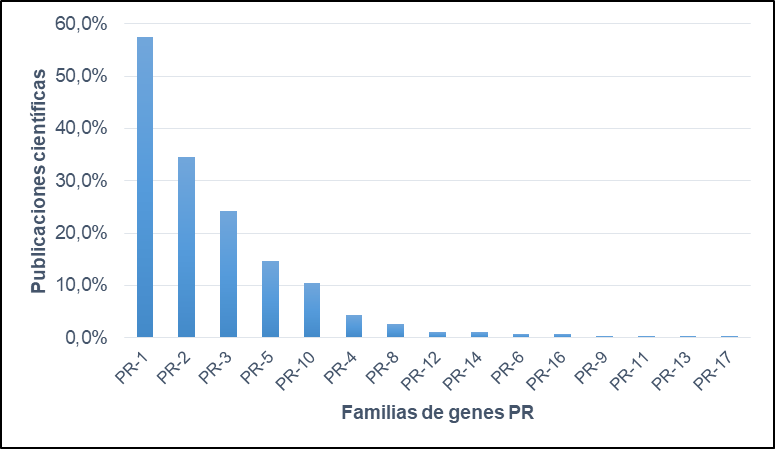 60,0%
50,0%
40,0%
30,0%
20,0%
10,0%
0,0%
Publicaciones científicas
PR-1
PR-2
PR-3
PR-5
PR-10
PR-4
PR-8
PR-12
PR-14
PR-6
PR-16
PR-9
PR-11
PR-13
PR-17
Familias de genes PR